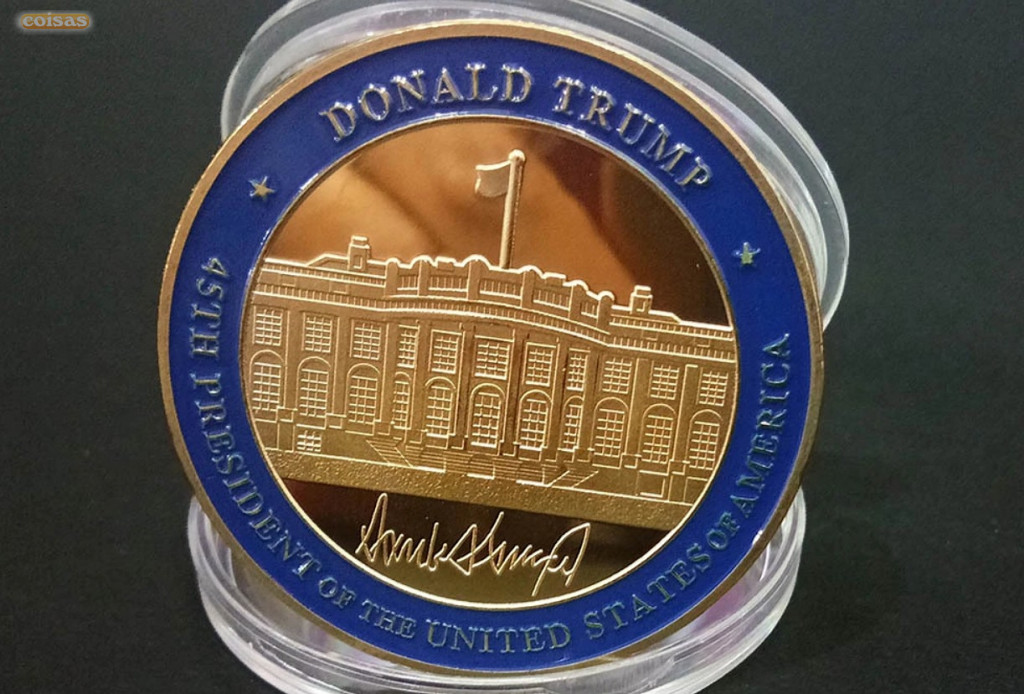 coisas
DONALD TRUMP
45TH PRESIDENT OF THE UNITED STATES OF AMERICA